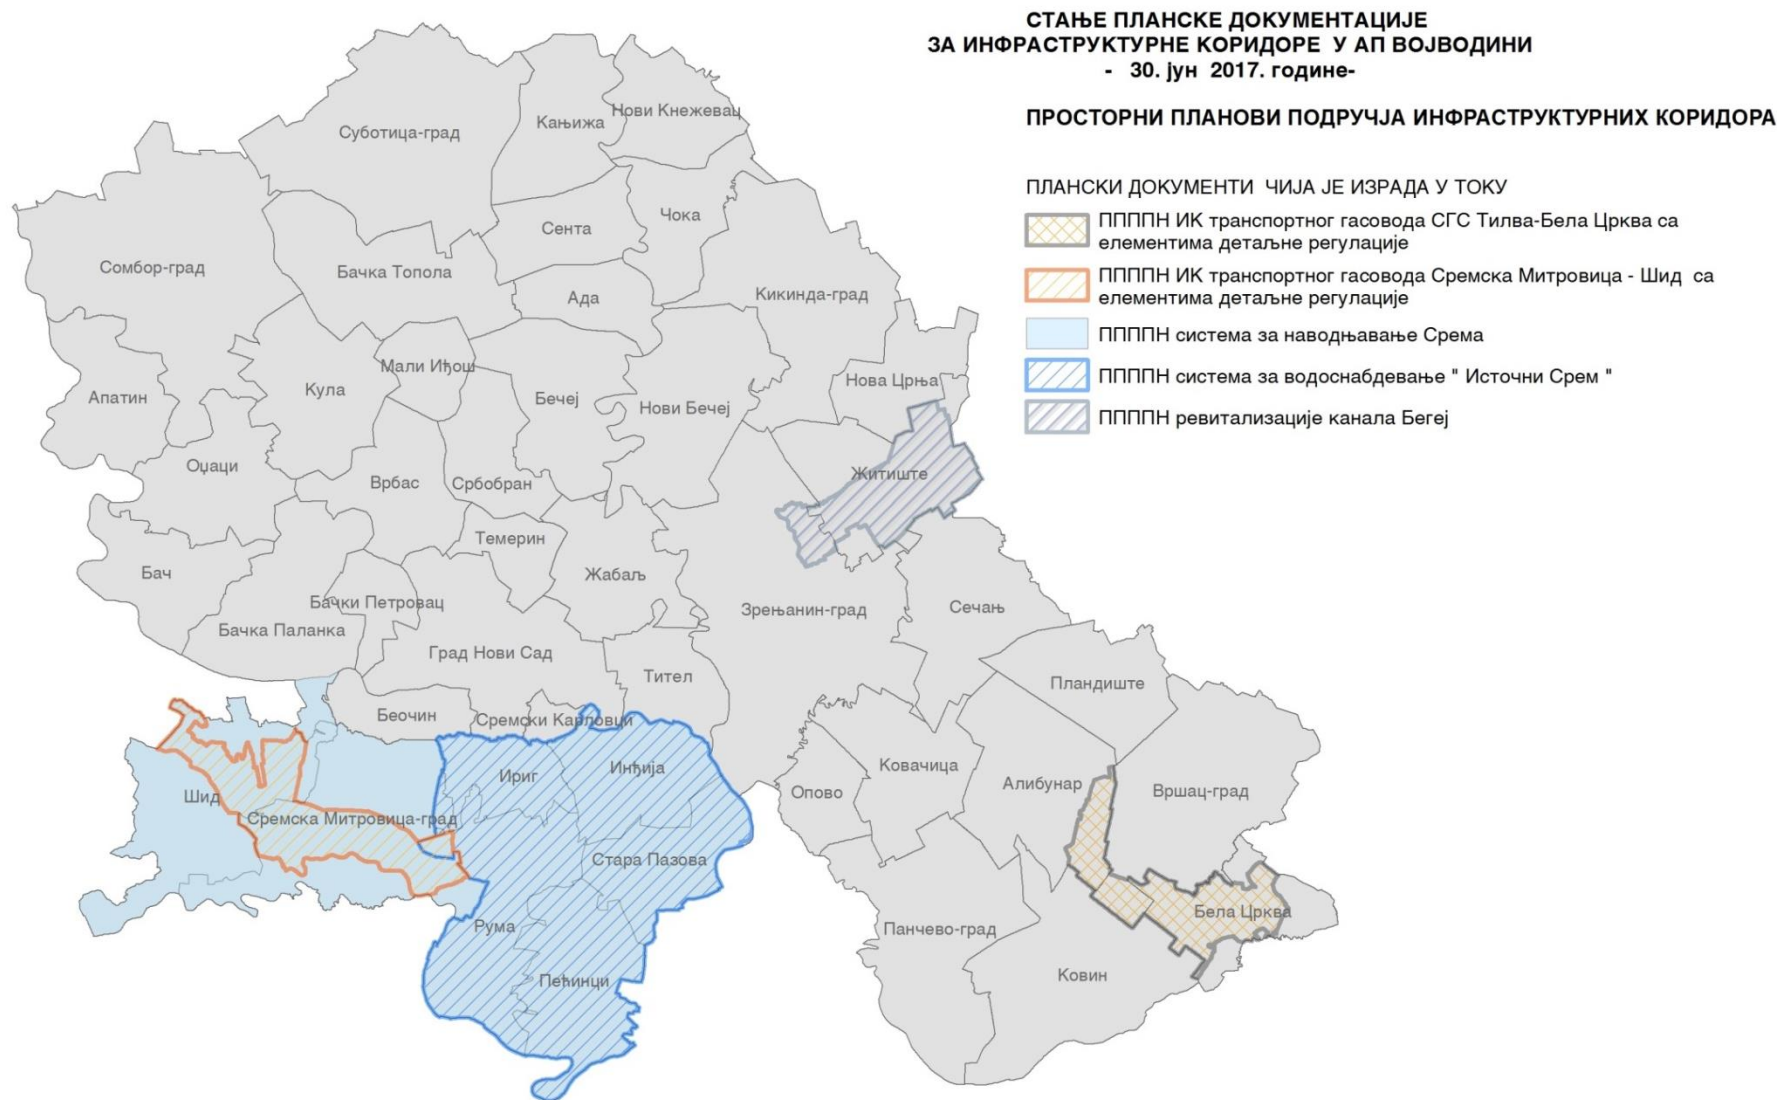 СТАЊЕ ПЛАНСКЕ ДОКУМЕНТАЦИЈЕ
ЗА ИНФРАСТРУКТУРНЕ КОРИДОРЕ У АП ВОЈВОДИНИ
- 30. јун 2017. године-
ПРОСТОРНИ ПЛАНОВИ ПОДРУЧЈА ИНФРАСТРУКТУРНИХ КОРИДОРА
ПЛАНСКИ ДОКУМЕНТИ ЧИЈА ЈЕ ИЗРАДА У ТОКУ
ППППН ИК транспортног гасовода СГС Тилва-Бела Црква са
елементима детаљне регулације
ППППН ИК транспортног гасовода Сремска Митровица - Шид са
елементима детаљне регулације
ППППН система за наводњавање Срема
ППППН система за водоснабдевање " Источни Срем "
ППППН ревитализације канала Бегеј
Суботица-град
Кањижа
Нови Кнежевац
Сомбор-град
Бачка Топола
Сента
Чока
Ада
Кикинда-град
Апатин
Кула
Мали Иђош
Бечеј
Нови Бечеј
Нова Црња
Оџаци
Врбас
Србобран
Житиште
Темерин
Бач
Жабаљ
Бачки Петровац
Бачка Паланка
Зрењанин-град
Сечањ
Град Нови Сад
Тител
Пландиште
Беочин
Сремски Карловци
Шид
Сремска Митровица-град
Ириг
Инђија
Опово
Ковачица
Алибунар
Вршац-град
Стара Пазова
Рума
Панчево-град
Бела Црква
Пећинци
Ковин